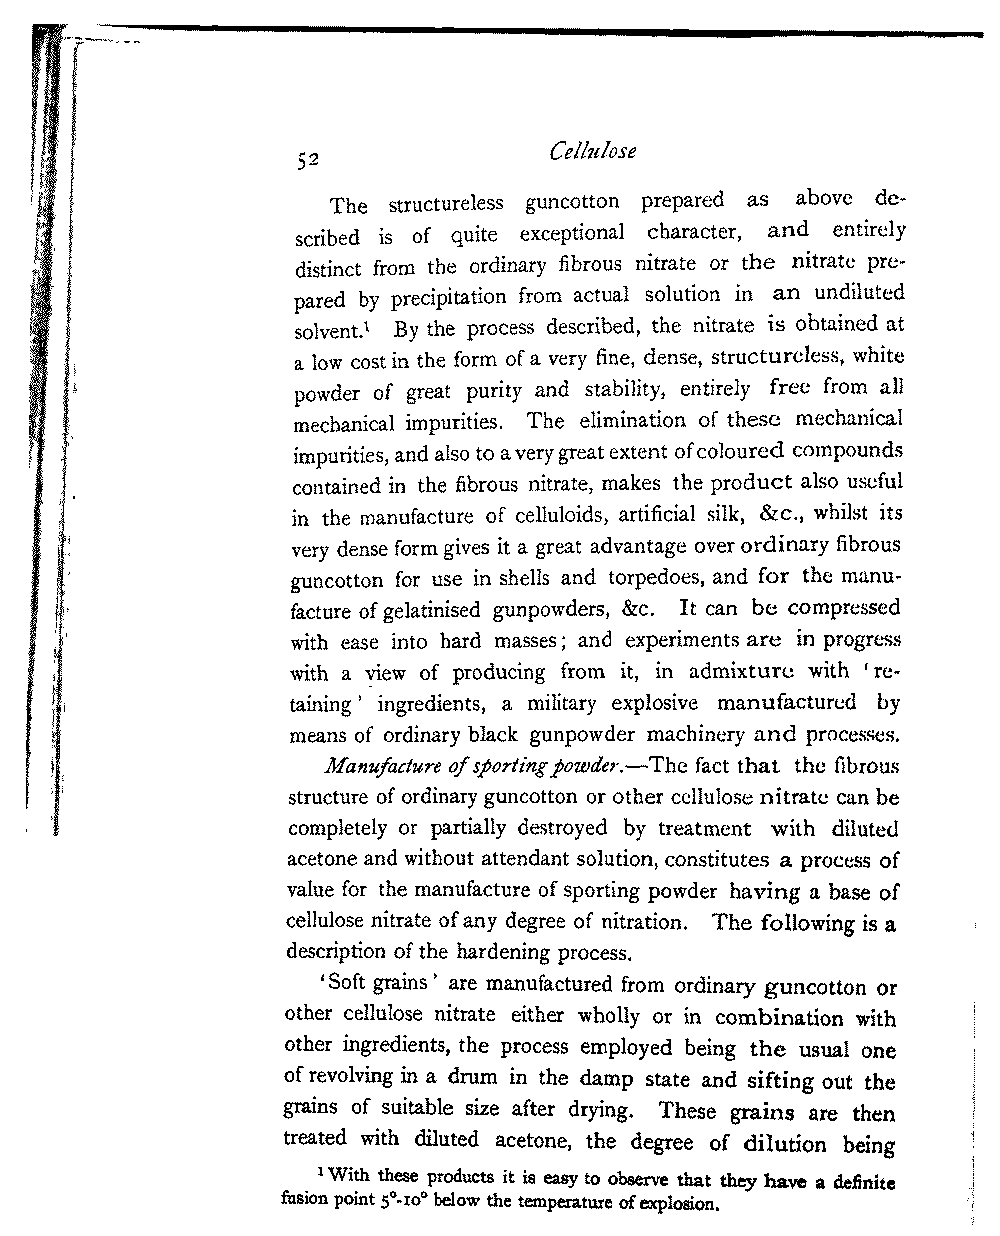 52 Cellulose
The structureless guncotton prepared as above de-
scribed is of quite exceptional character, and entirely
distinct from the ordinary fibrous nitrate or the nitrate pre-
pared by precipitation from actual solution in an undiluted
solvent.¹ By the process described, the nitrate is obtained at
a low cost in the form of a very fine, dense, structureless, white
powder of great purity and stability, entirely free from all
mechanical impurities. The elimination of these mechanical
impurities, and also to a very great extent of coloured compounds
contained in the fibrous nitrate, makes the product also useful
in the manufacture of celluloids, artificial silk, &c., whilst its
very dense form gives it a great advantage over ordinary fibrous
guncotton for use in shells and torpedoes, and for the manu-
facture of gelatinised gunpowders, &c. It can be compressed
with ease into hard masses; and experiments are in progress
with a view of producing from it, in admixture with 're-
taining' ingredients, a military explosive manufactured by
means of ordinary black gunpowder machinery and processes.
Manufacture of sporting powder.—The fact that the fibrous
structure of ordinary guncotton or other cellulose nitrate can be
completely or partially destroyed by treatment with diluted
acetone and without attendant solution, constitutes a process of
value for the manufacture of sporting powder having a base of
cellulose nitrate of any degree of nitration. The following is a
description of the hardening process.
'Soft grains' are manufactured from ordinary guncotton or
other cellulose nitrate either wholly or in combination with
other ingredients, the process employed being the usual one
of revolving in a drum in the damp state and sifting out the
grains of suitable size after drying. These grains are then
treated with diluted acetone, the degree of dilution being
¹ With these products it is easy to observe that they have a definite
fusion point 5°-10° below the temperature of explosion.